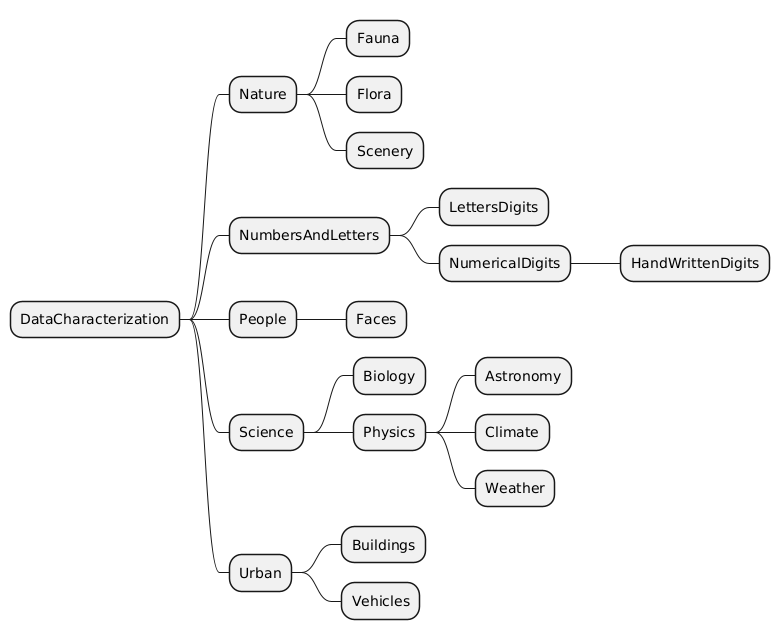 DataCharacterization
Nature
Fauna
Flora
Scenery
NumbersAndLetters
LettersDigits
NumericalDigits
HandWrittenDigits
People
Faces
Science
Biology
Physics
Astronomy
Climate
Weather
Urban
Buildings
Vehicles